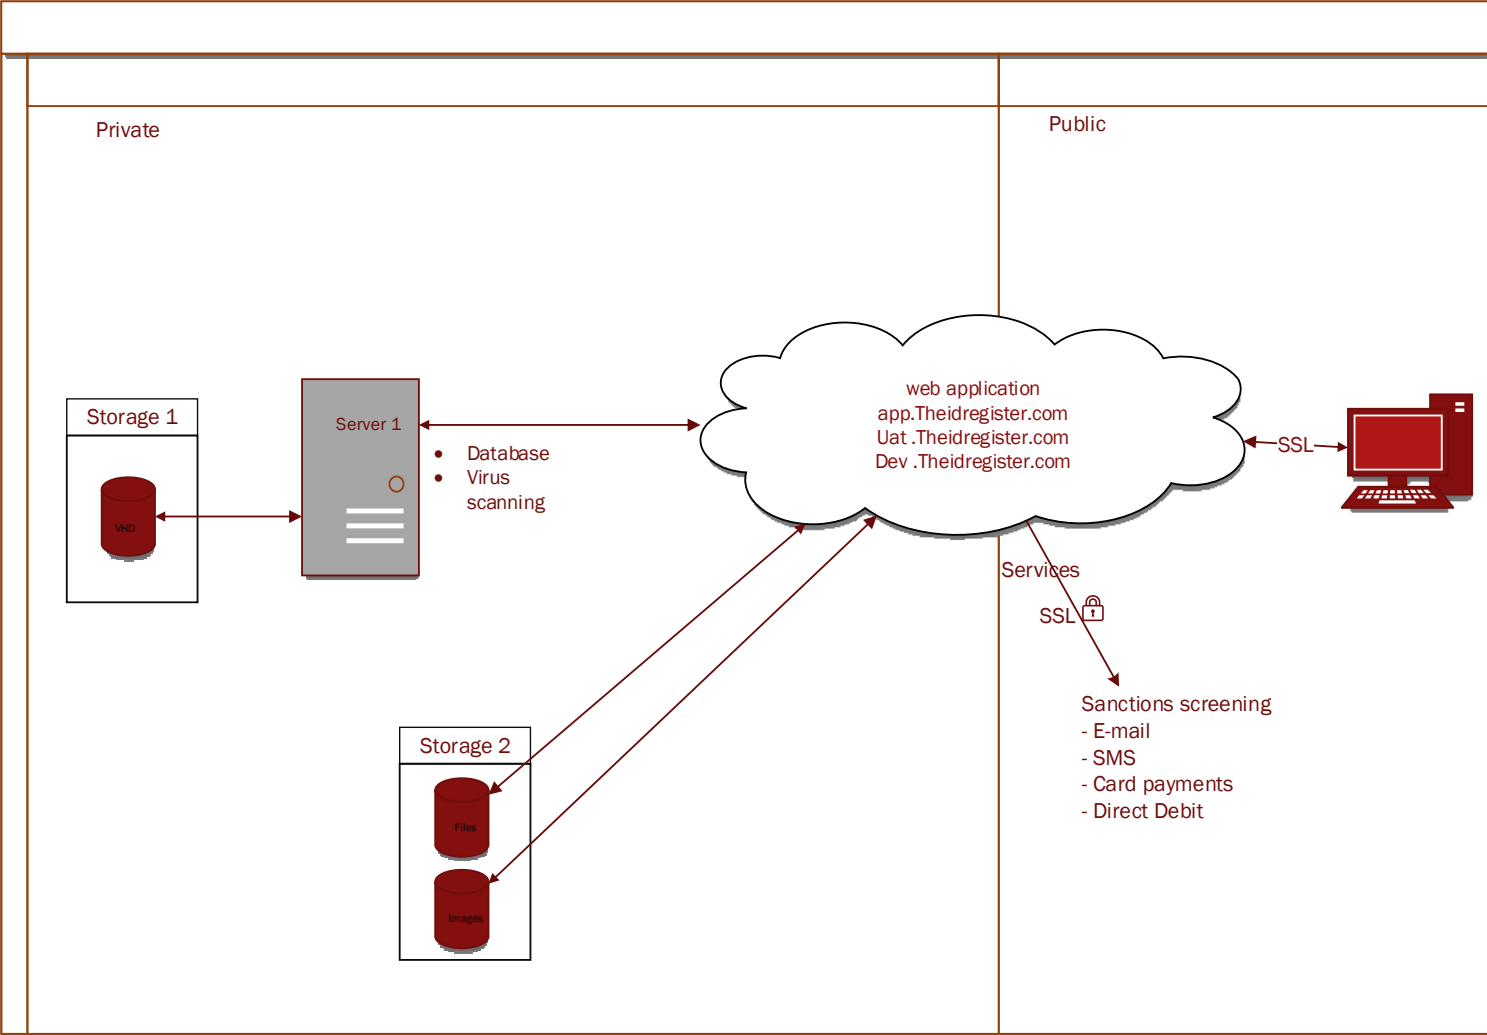 Private
Public
web application
app.Theidregister.com
Uat .Theidregister.com
Dev .Theidregister.com
Storage 1
VHD
Server 1
• Database
• Virus
scanning
SSL
Services
SSL
Sanctions screening
- E-mail
- SMS
- Card payments
- Direct Debit
Storage 2
Files
Images